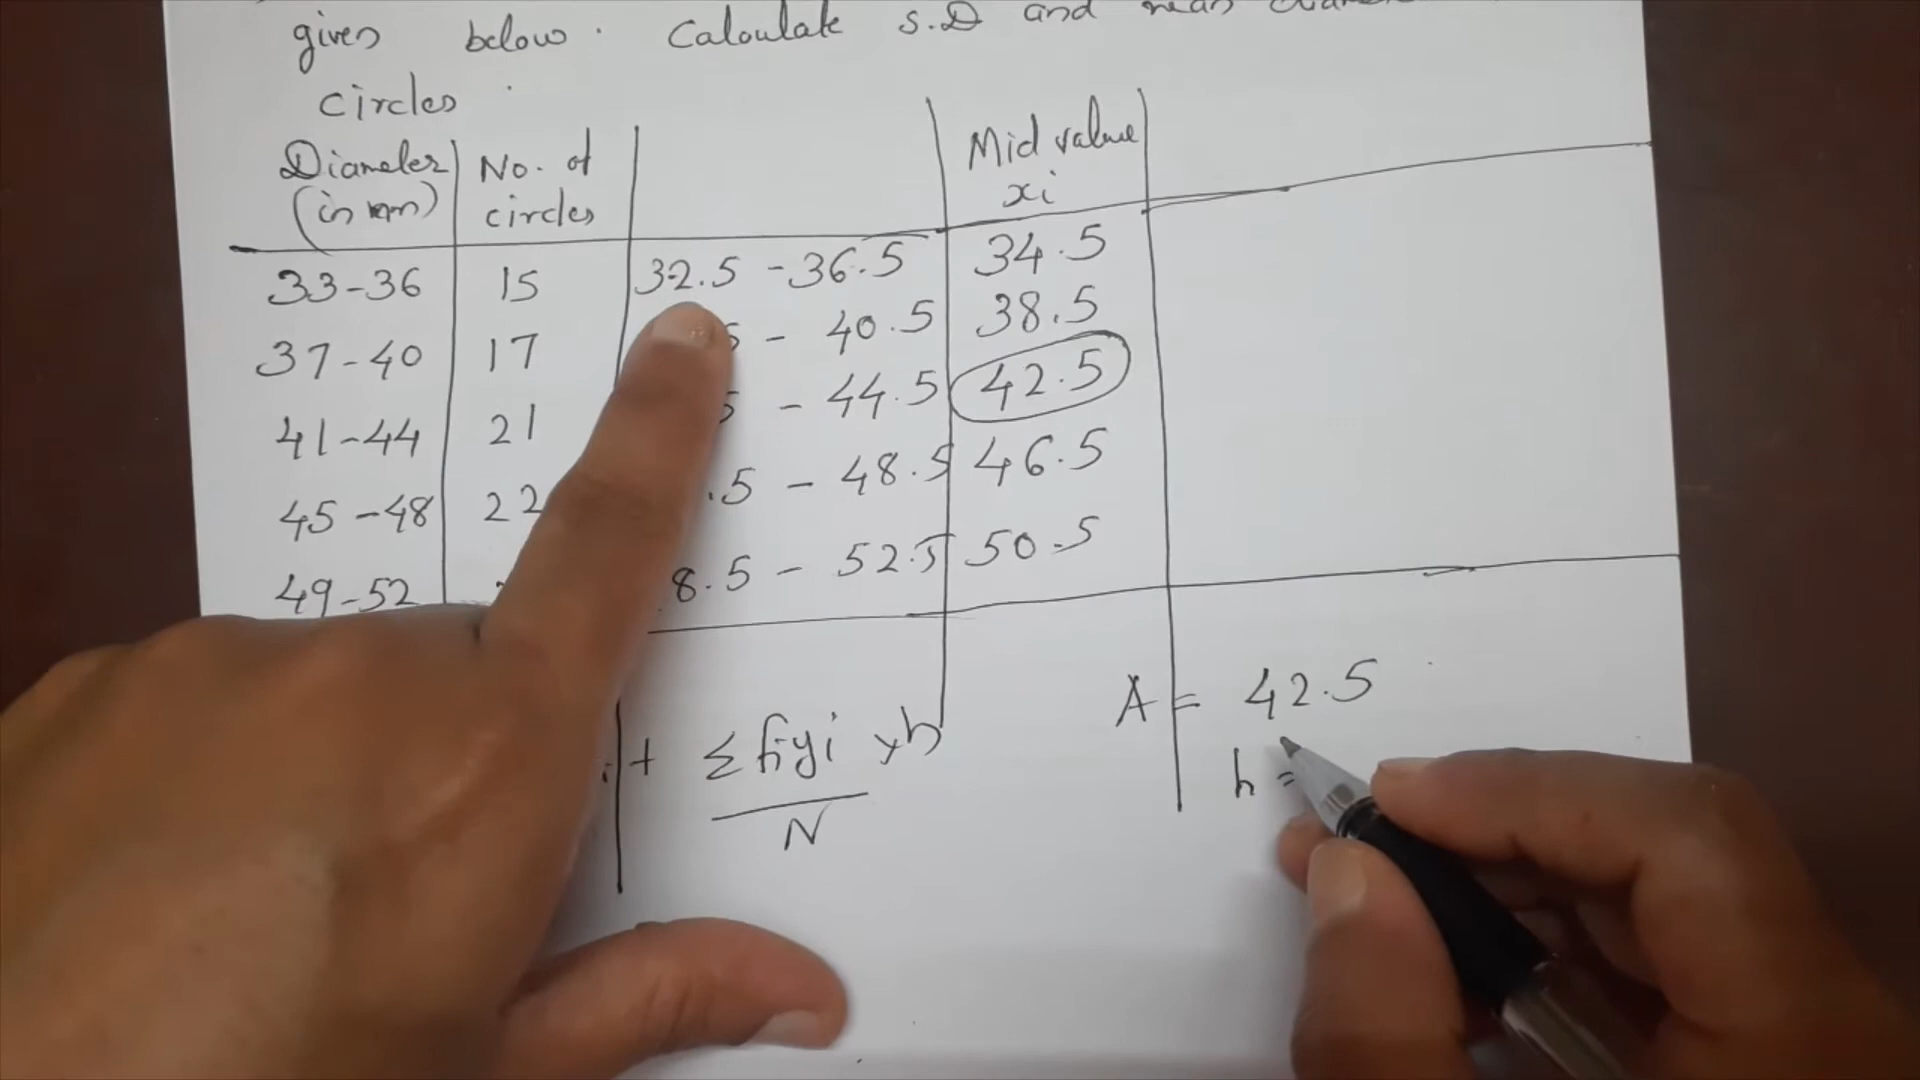 given below. Calculate S.D and mean
circles
Diameter (in mm) No. of circles Mid value xi
33-36 15 32.5 - 36.5 34.5
37-40 17 - 40.5 38.5
41-44 21 - 44.5 42.5
45-48 22 .5 - 48.5 46.5
49-52 8.5 - 52.5 50.5
+ Σfiyi × h
N
A = 42.5
h =